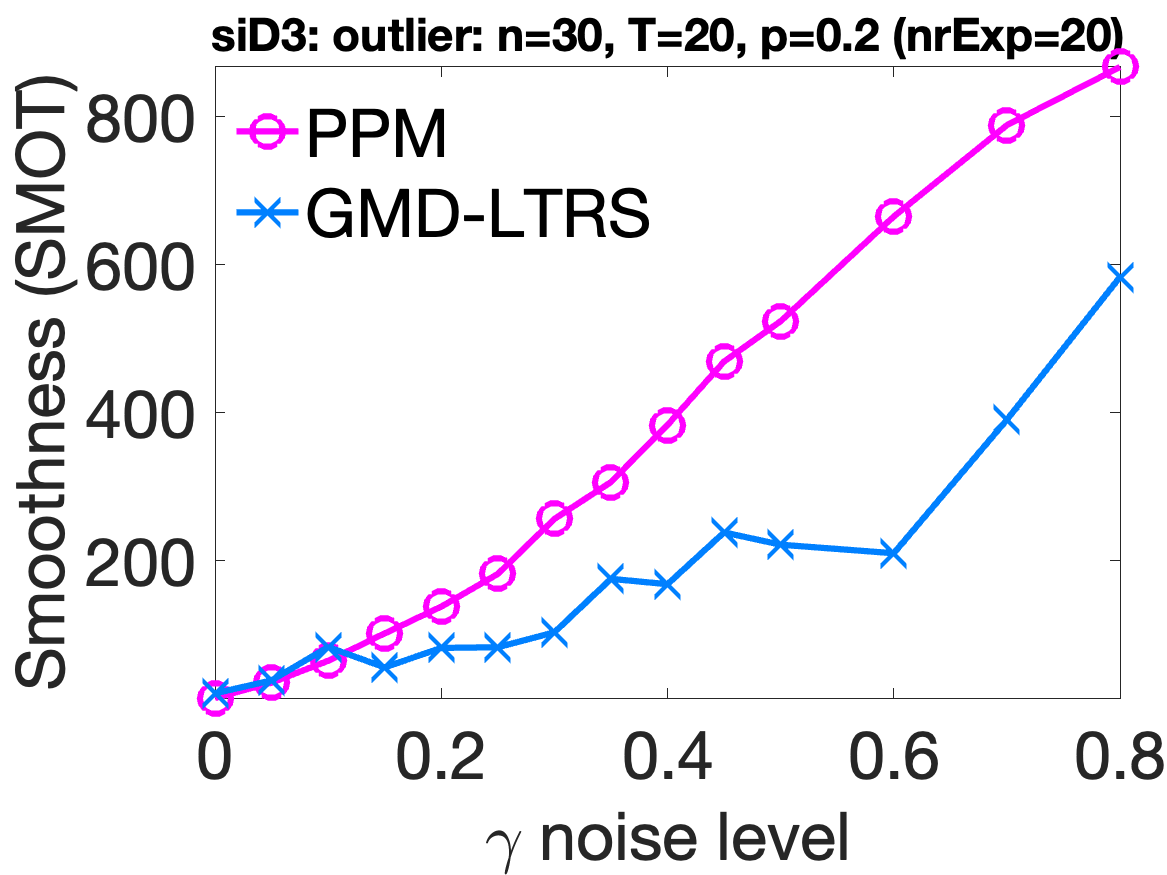 siD3: outlier: n=30, T=20, p=0.2 (nrExp=20)
Smoothness (SMOT)
800
600
400
200
PPM
GMD-LTRS
0 0.2 0.4 0.6 0.8
γ noise level